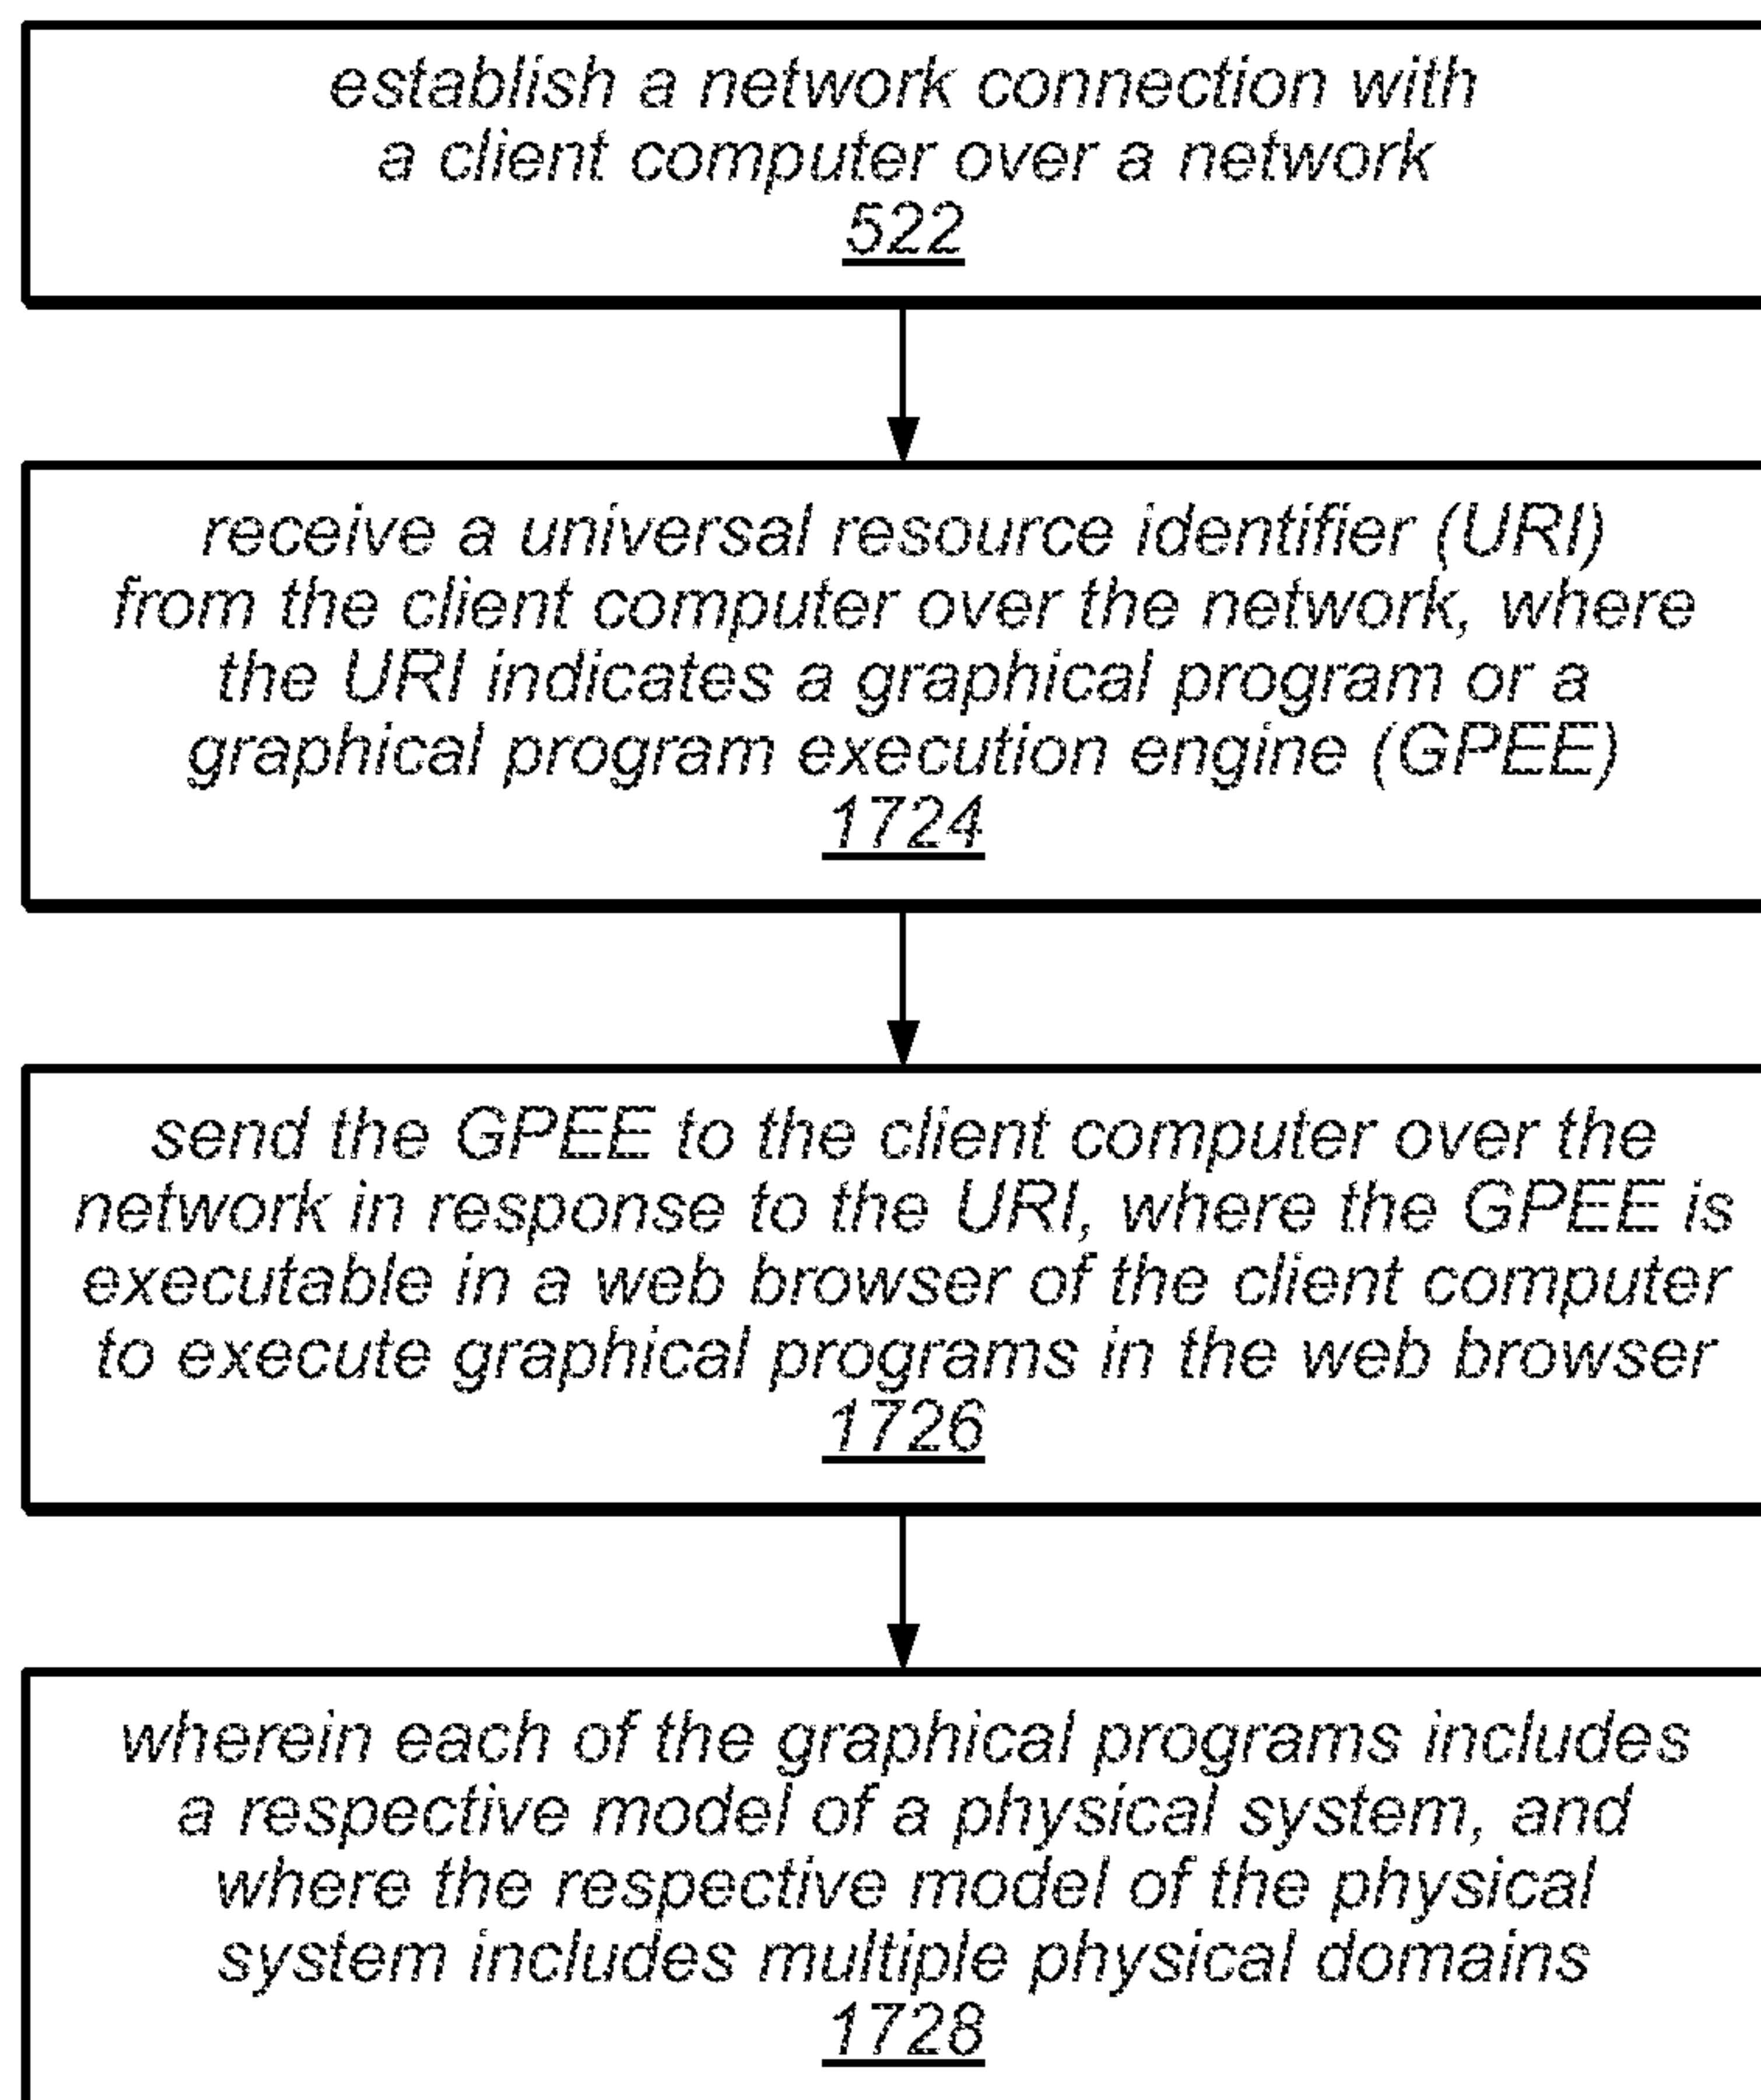 establish a network connection with
a client computer over a network
522
receive a universal resource identifier (URI)
from the client computer over the network, where
the URI indicates a graphical program or a
graphical program execution engine (GPEE)
1724
send the GPEE to the client computer over the
network in response to the URI, where the GPEE is
executable in a web browser of the client computer
to execute graphical programs in the web browser
1726
wherein each of the graphical programs includes
a respective model of a physical system, and
where the respective model of the physical
system includes multiple physical domains
1728